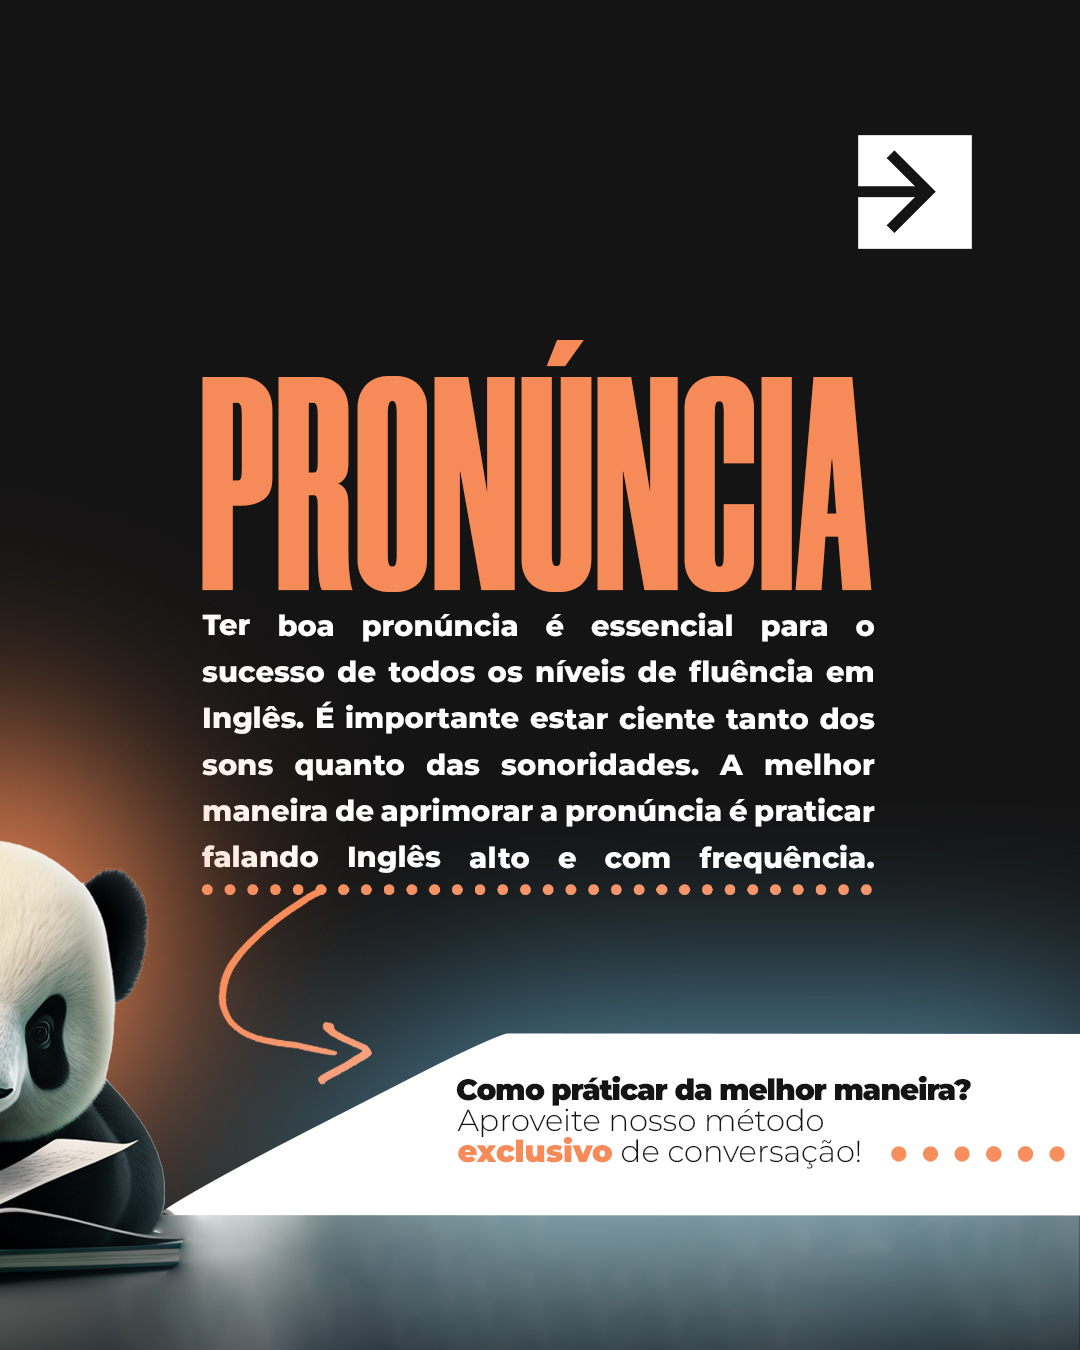 PRONÚNCIA
Ter boa pronúncia é essencial para o
sucesso de todos os níveis de fluência em
Inglês. É importante estar ciente tanto dos
sons quanto das sonoridades. A melhor
maneira de aprimorar a pronúncia é praticar
falando Inglês alto e com frequência.
Como práticar da melhor maneira?
Aproveite nosso método
exclusivo de conversação!